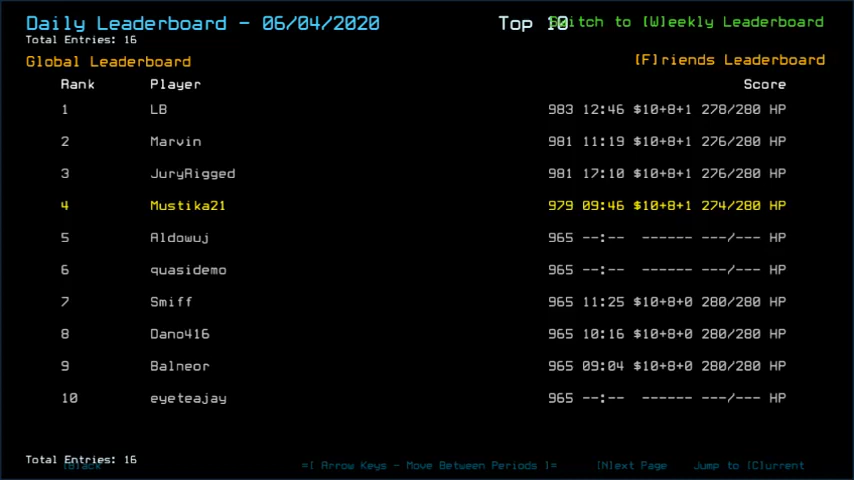 Daily Leaderboard - 06/04/2020 Top 10 Switch to [W]eekly Leaderboard
Total Entries: 16
Global Leaderboard [F]riends Leaderboard
Rank Player Score
1 LB 983 12:46 $10+8+1 278/280 HP
2 Marvin 981 11:19 $10+8+1 276/280 HP
3 JuryRigged 981 17:10 $10+8+1 276/280 HP
4 Mustika21 979 09:46 $10+8+1 274/280 HP
5 Aldowuj 965 --:-- ------ ---/--- HP
6 quasidemo 965 --:-- ------ ---/--- HP
7 Smiff 965 11:25 $10+8+0 280/280 HP
8 Dano416 965 10:16 $10+8+0 280/280 HP
9 Balneor 965 09:04 $10+8+0 280/280 HP
10 eyeteajay 965 --:-- ------ ---/--- HP
Total Entries: 16
[B]ack =[ Arrow Keys - Move Between Periods ]= [N]ext Page Jump to [C]urrent